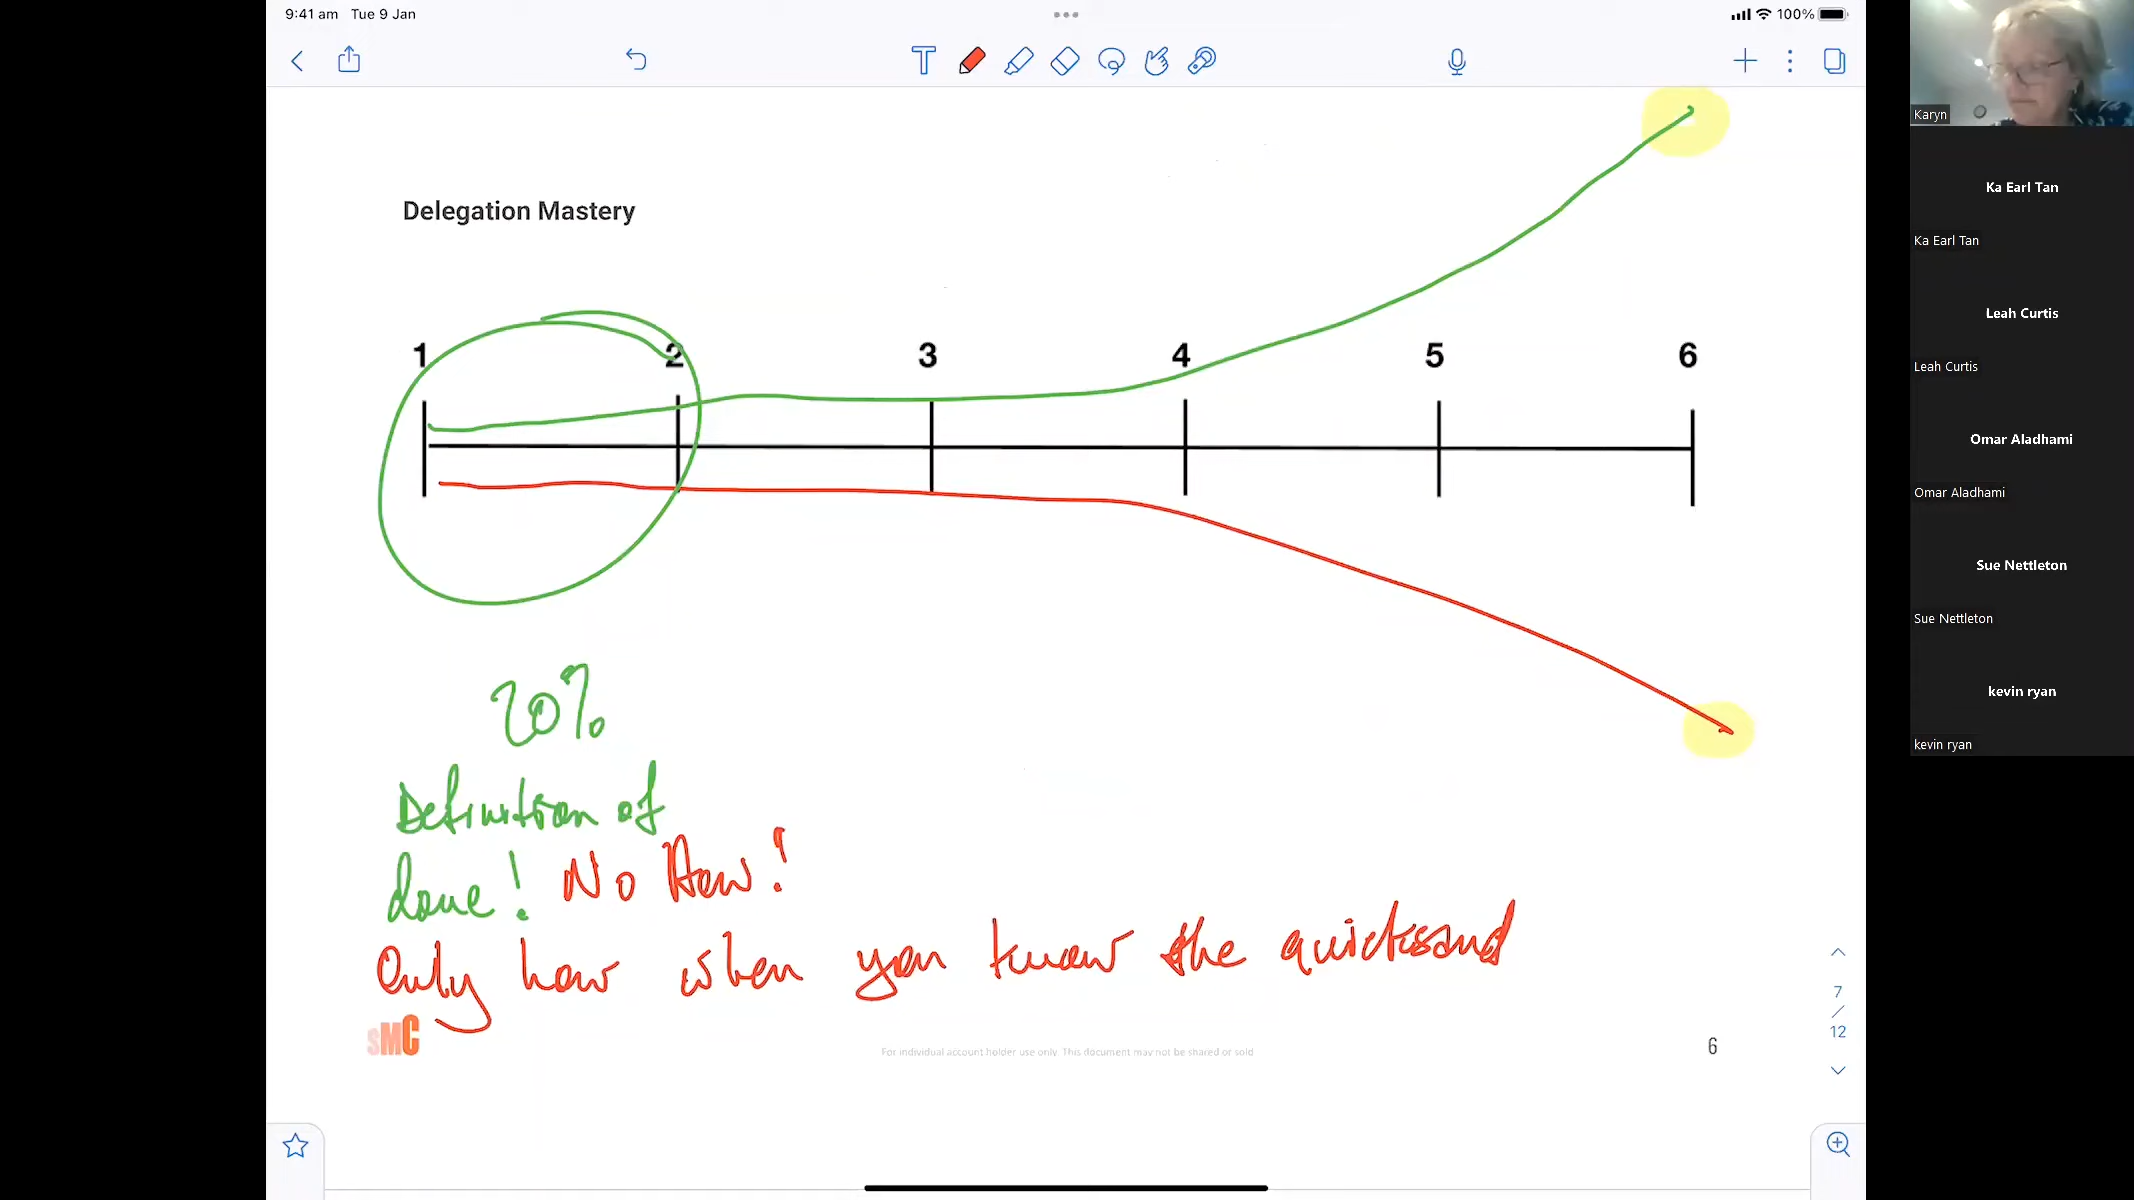 9:41 am Tue 9 Jan
100%
T
Delegation Mastery
1 2 3 4 5 6
20%
Definition of
done! No How!
Only how when you know the quicksand
sMC
For individual account holder use only. This document may not be shared or sold
6
7
/
12
Karyn
Ka Earl Tan
Ka Earl Tan
Leah Curtis
Leah Curtis
Omar Aladhami
Omar Aladhami
Sue Nettleton
Sue Nettleton
kevin ryan
kevin ryan